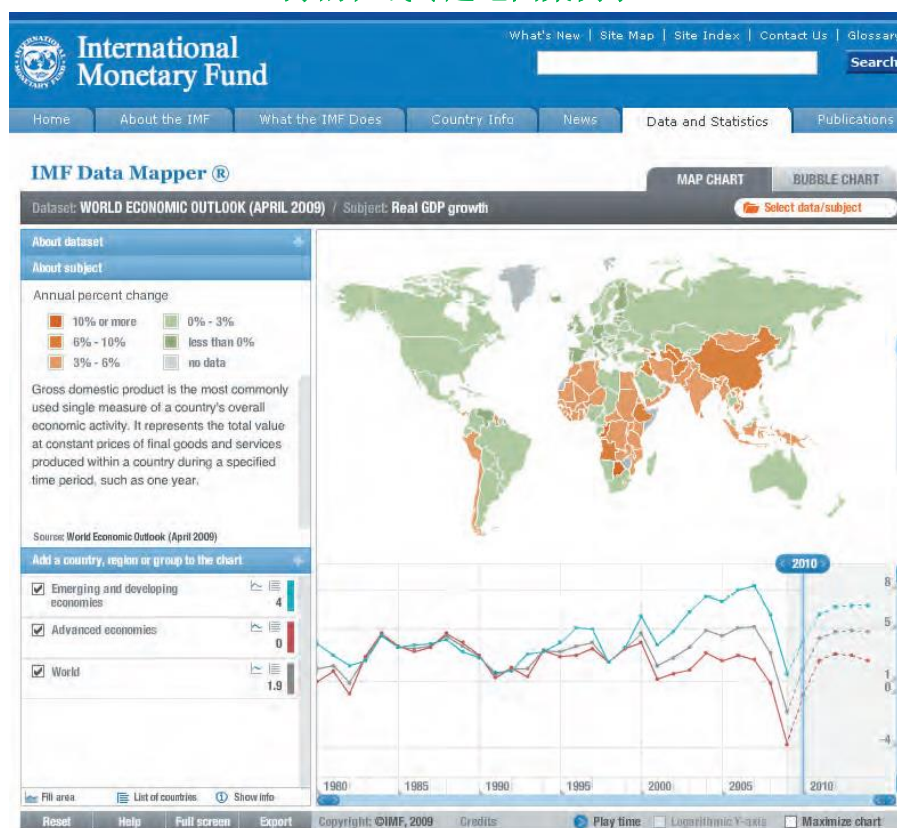 What's New | Site Map | Site Index | Contact Us | Glossary
International
Monetary Fund
Search
Home About the IMF What the IMF Does Country Info News Data and Statistics Publications
IMF Data Mapper ®
MAP CHART BUBBLE CHART
Dataset: WORLD ECONOMIC OUTLOOK (APRIL 2009) / Subject: Real GDP growth
Select data/subject
About dataset
About subject
Annual percent change
10% or more 0% - 3%
6% - 10% less than 0%
3% - 6% no data
Gross domestic product is the most commonly
used single measure of a country's overall
economic activity. It represents the total value
at constant prices of final goods and services
produced within a country during a specified
time period, such as one year.
Source: World Economic Outlook (April 2009)
Add a country, region or group to the chart
Emerging and developing
economies 4
Advanced economies
0
World
1.9
2010
8
5
1
0
-4
1980 1985 1990 1995 2000 2005 2010
Fill area List of countries Show info
Reset Help Full screen Export Copyright: ©IMF, 2009 Credits Play time Logarithmic Y-axis Maximize chart